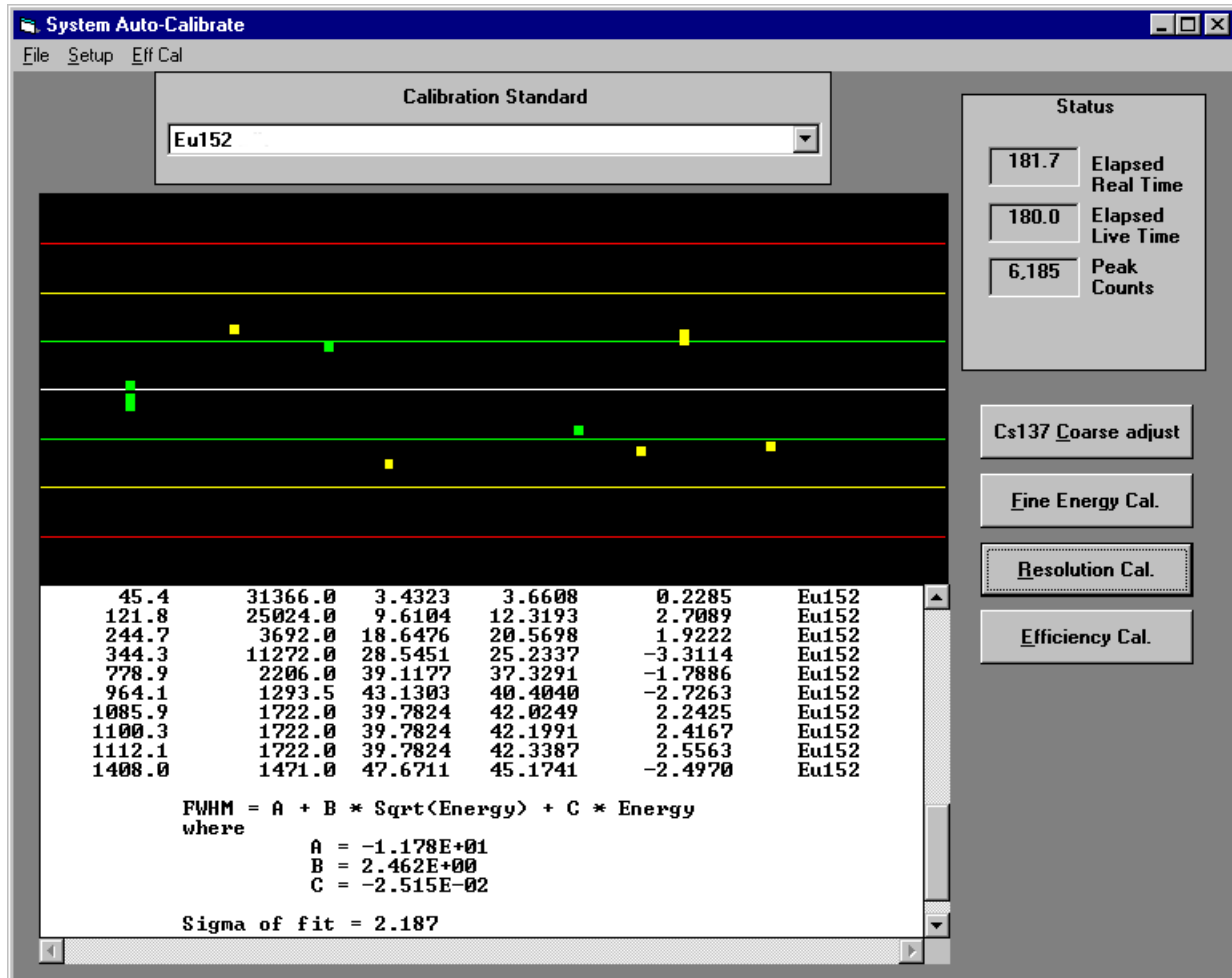 System Auto-Calibrate
File Setup Eff Cal
Calibration Standard
Eu152
Status
181.7 Elapsed
Real Time
180.0 Elapsed
Live Time
6,185 Peak
Counts
Cs137 Coarse adjust
Fine Energy Cal.
Resolution Cal.
Efficiency Cal.
45.4 31366.0 3.4323 3.6608 0.2285 Eu152
121.8 25024.0 9.6104 12.3193 2.7089 Eu152
244.7 3692.0 18.6476 20.5698 1.9222 Eu152
344.3 11272.0 28.5451 25.2337 -3.3114 Eu152
778.9 2206.0 39.1177 37.3291 -1.7886 Eu152
964.1 1293.5 43.1303 40.4040 -2.7263 Eu152
1085.9 1722.0 39.7824 42.0249 2.2425 Eu152
1100.3 1722.0 39.7824 42.1991 2.4167 Eu152
1112.1 1722.0 39.7824 42.3387 2.5563 Eu152
1408.0 1471.0 47.6711 45.1741 -2.4970 Eu152
FWHM = A + B * Sqrt(Energy) + C * Energy
where
A = -1.178E+01
B = 2.462E+00
C = -2.515E-02
Sigma of fit = 2.187